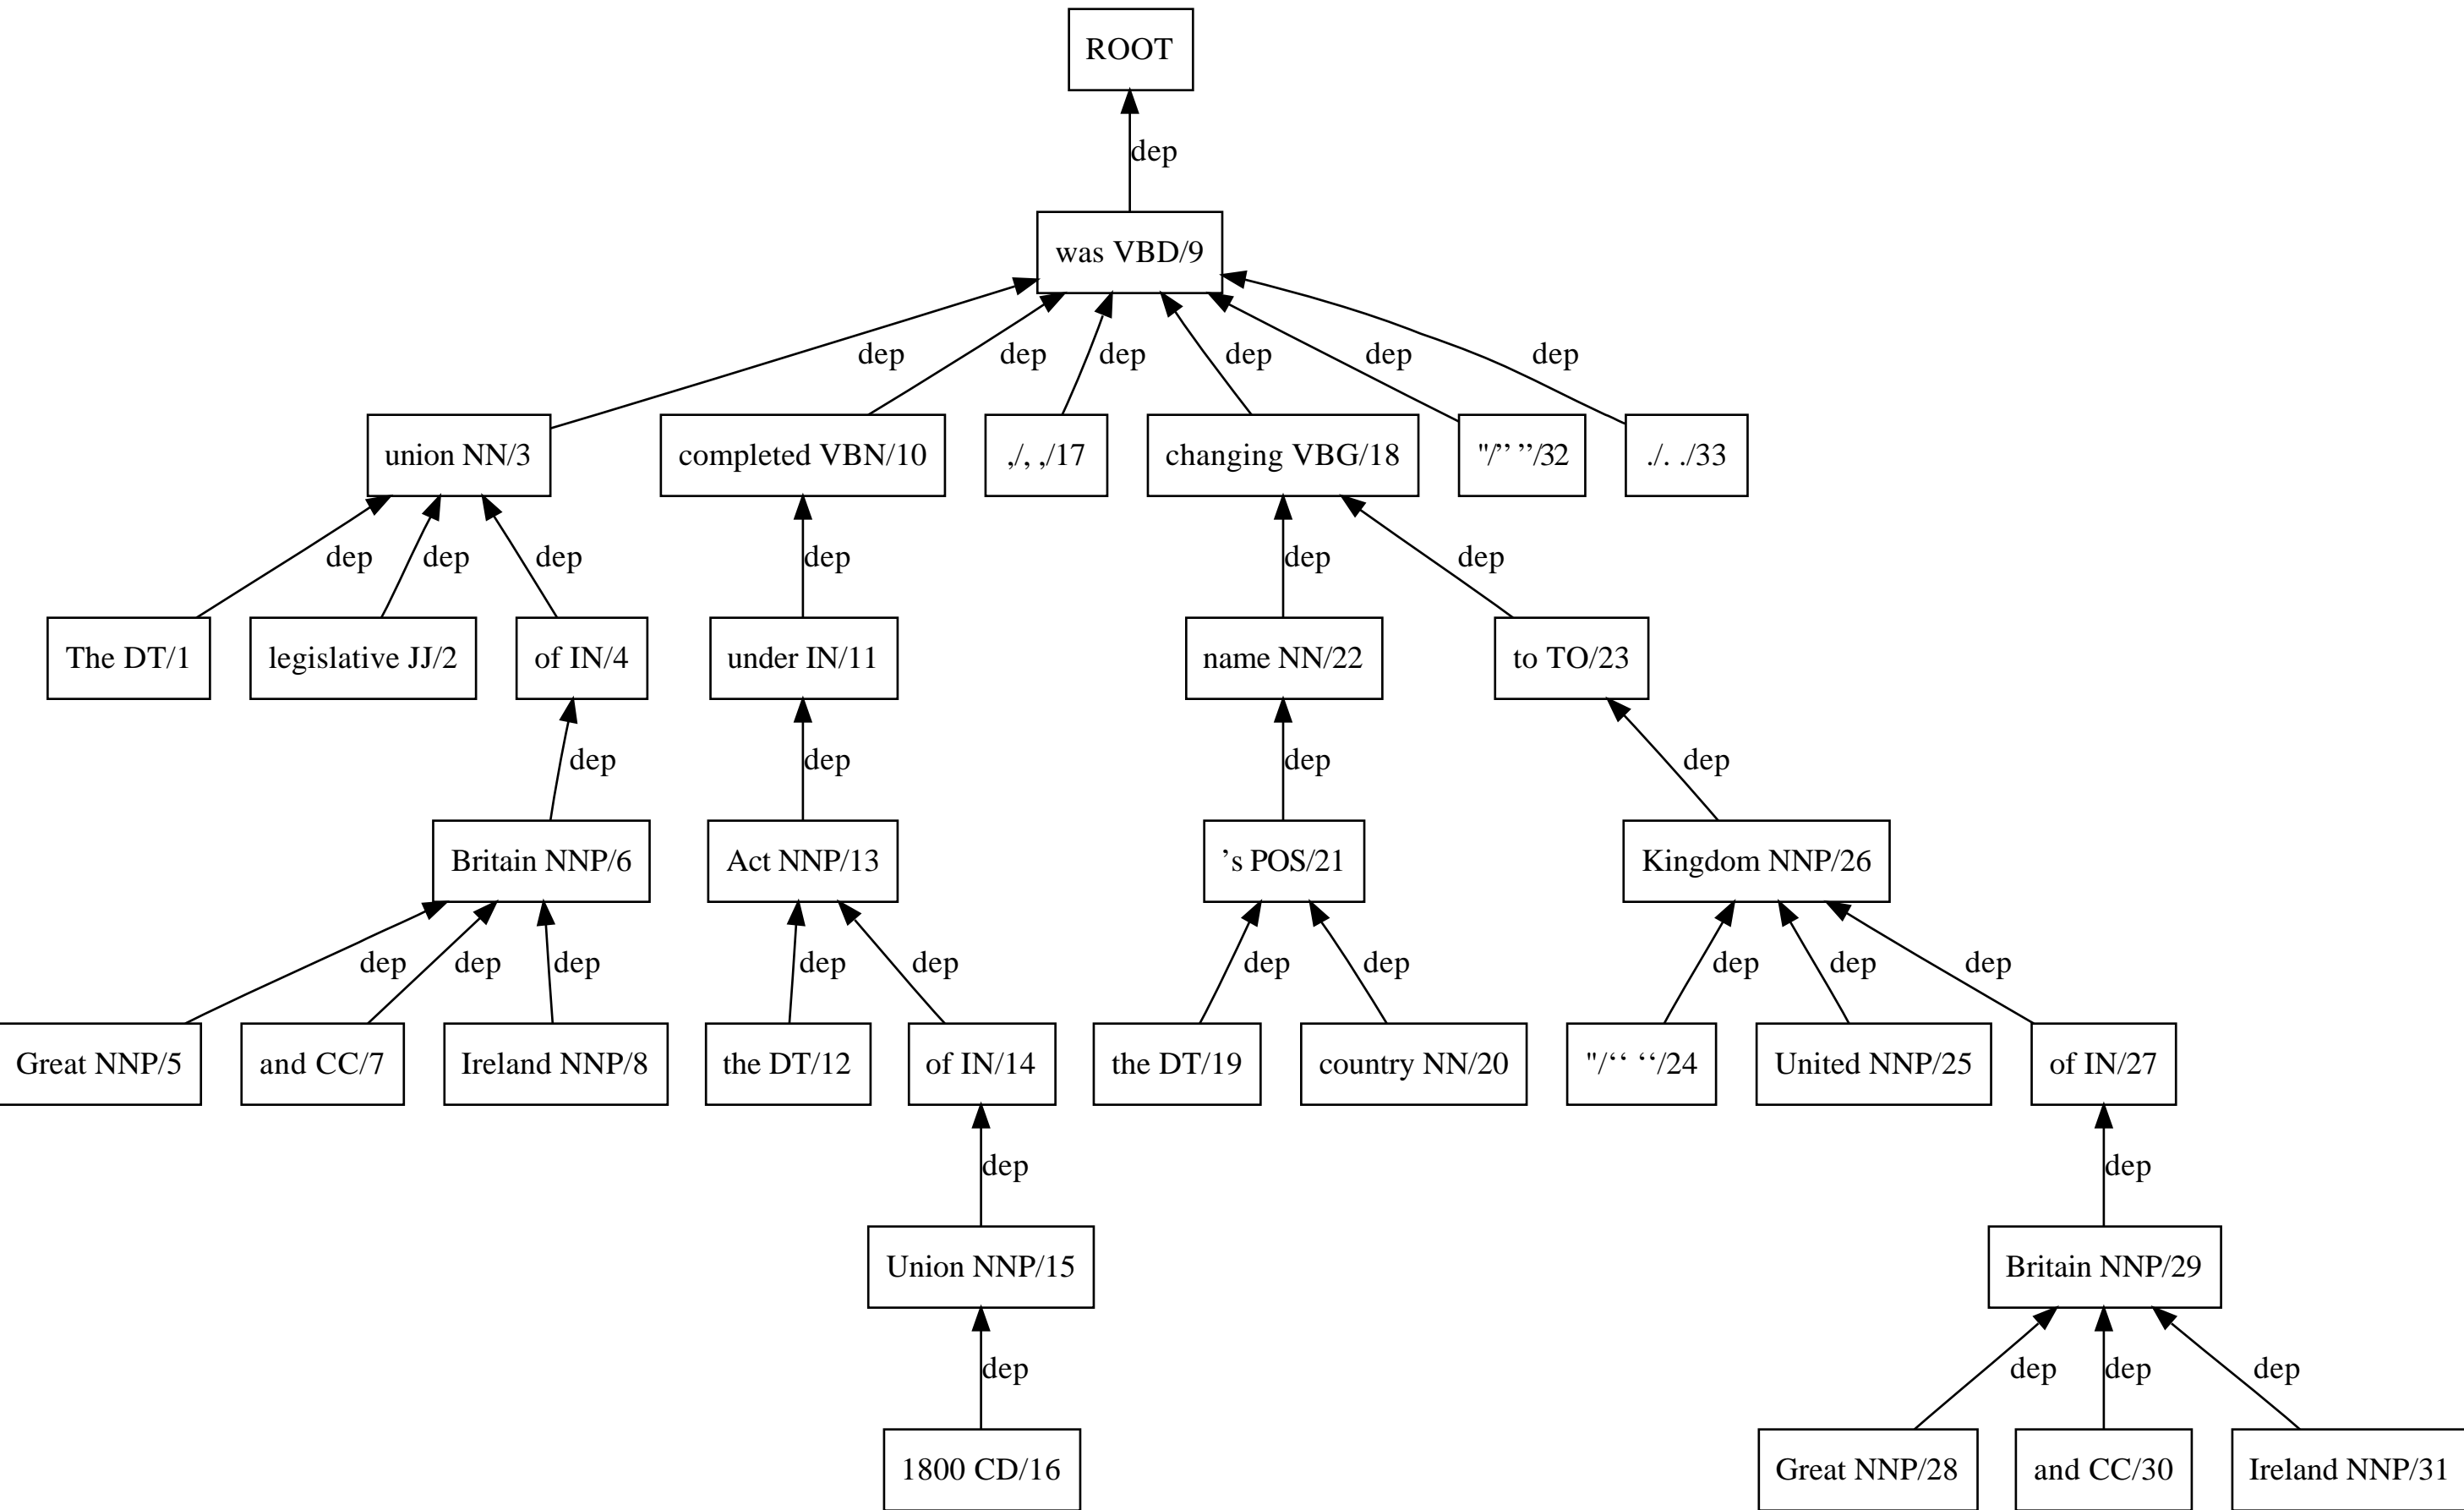 ROOT
dep
was VBD/9
dep dep dep dep dep dep
union NN/3 completed VBN/10 ,/, ,/17 changing VBG/18 "/’’ ’’/32 ./. ./33
dep dep dep dep dep dep
The DT/1 legislative JJ/2 of IN/4 under IN/11 name NN/22 to TO/23
dep dep dep dep
Britain NNP/6 Act NNP/13 ’s POS/21 Kingdom NNP/26
dep dep dep dep dep dep dep dep dep dep
Great NNP/5 and CC/7 Ireland NNP/8 the DT/12 of IN/14 the DT/19 country NN/20 "/‘‘ ‘‘/24 United NNP/25 of IN/27
dep dep
Union NNP/15 Britain NNP/29
dep dep dep dep
1800 CD/16 Great NNP/28 and CC/30 Ireland NNP/31